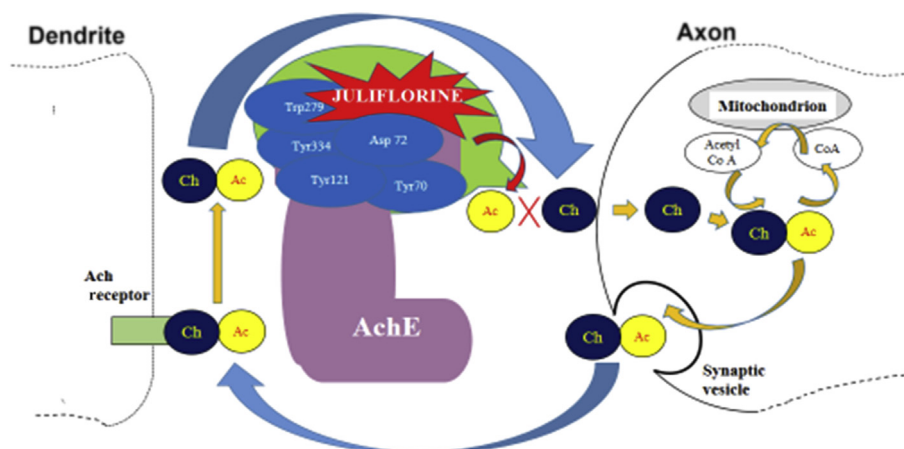 Dendrite
Axon
JULIFLORINE
Trp279
Tyr334
Asp 72
Tyr121
Tyr70
Mitochondrion
Acetyl
Co A
CoA
Ch
Ac
Ac
Ch
Ch
Ch
Ac
Ach
receptor
Ch
Ac
AchE
Ch
Ac
Synaptic
vesicle